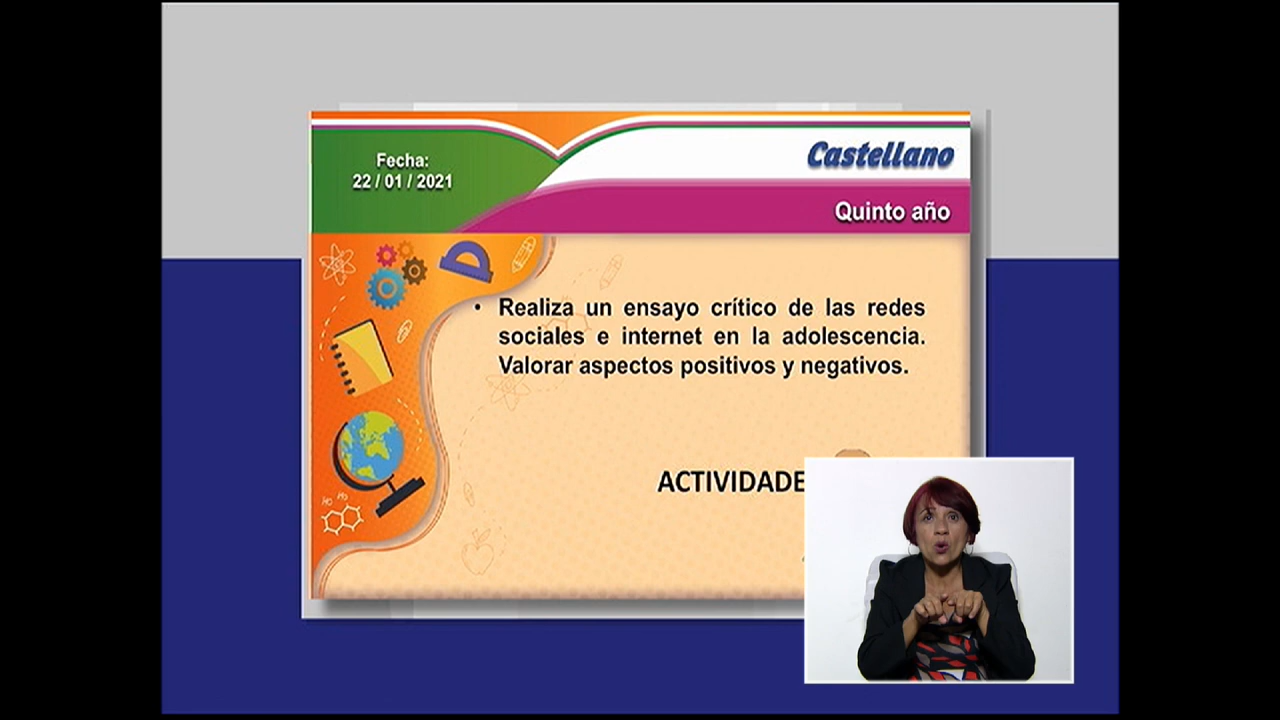 Fecha:
22 / 01 / 2021
Castellano
Quinto año
• Realiza un ensayo crítico de las redes
sociales e internet en la adolescencia.
Valorar aspectos positivos y negativos.
ACTIVIDADE